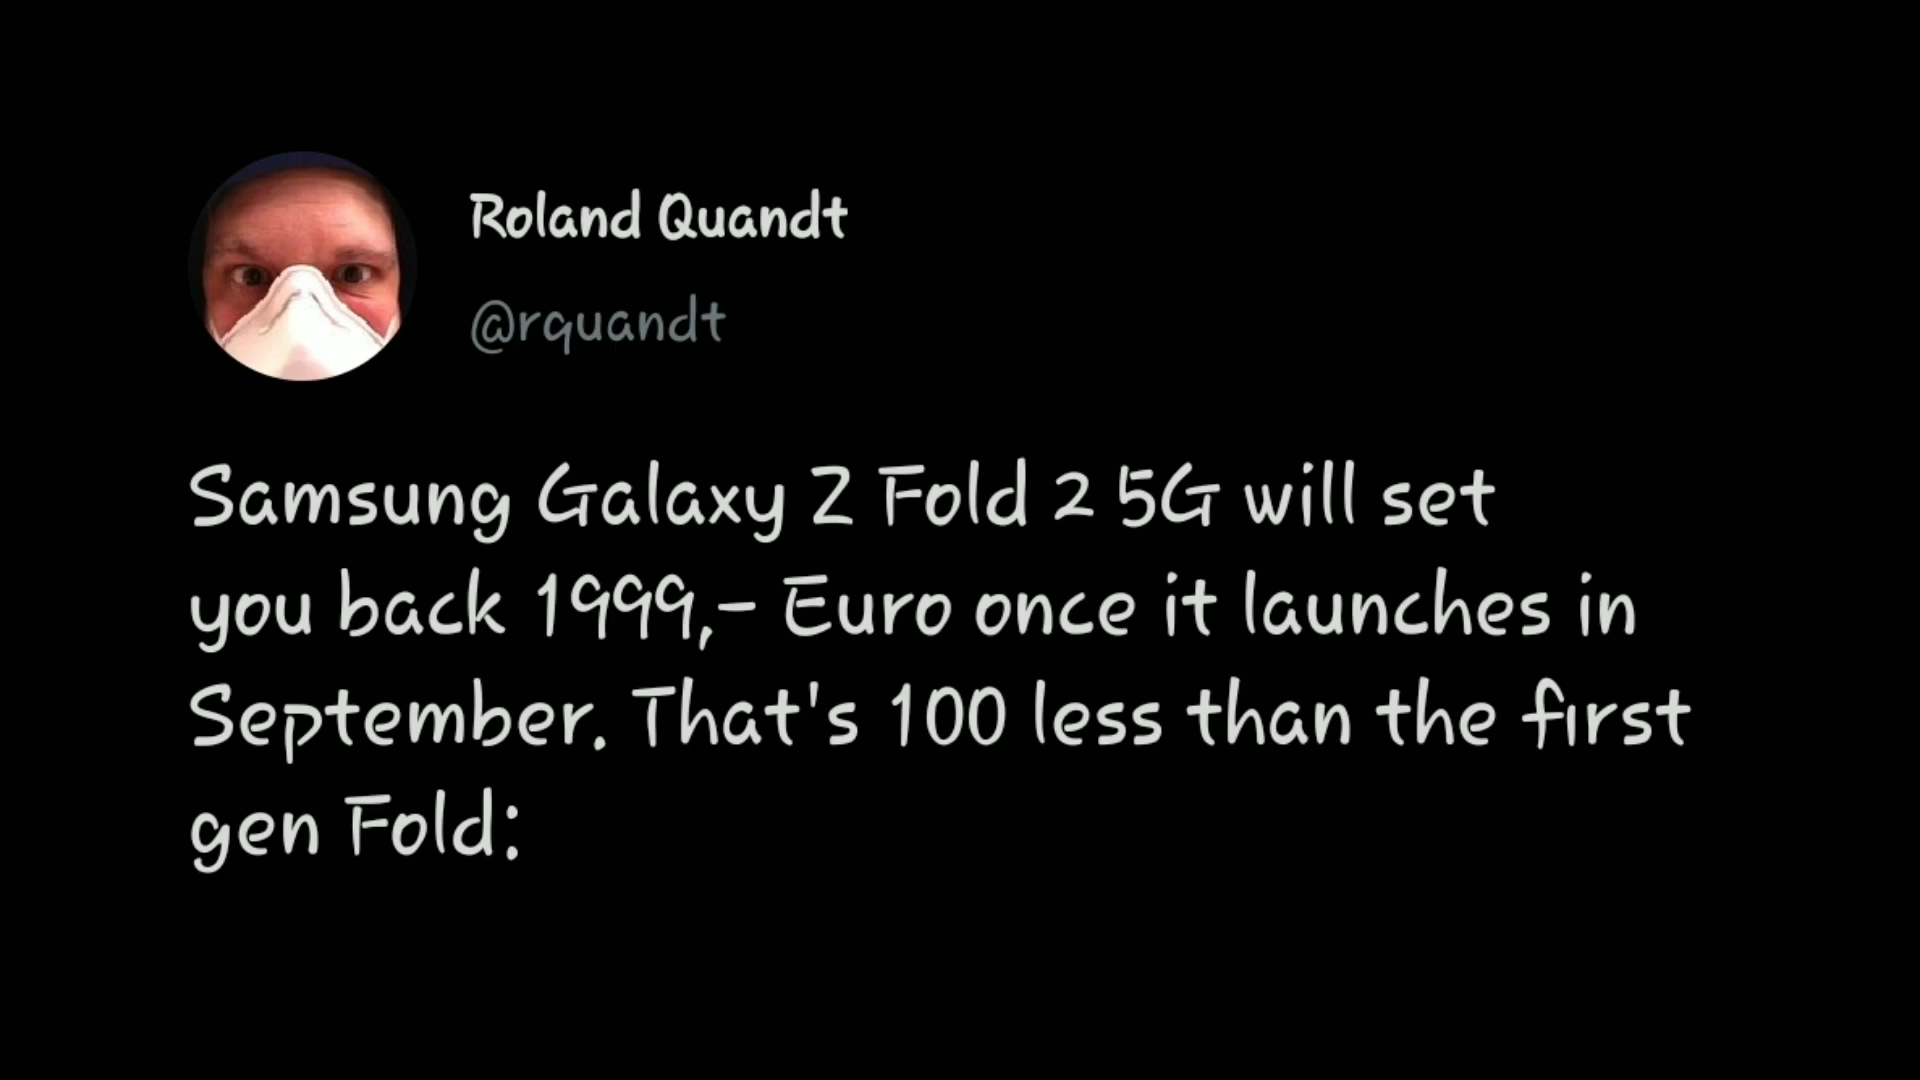 Roland Quandt
@rquandt
Samsung Galaxy Z Fold 2 5G will set
you back 1999,- Euro once it launches in
September. That's 100 less than the first
gen Fold: